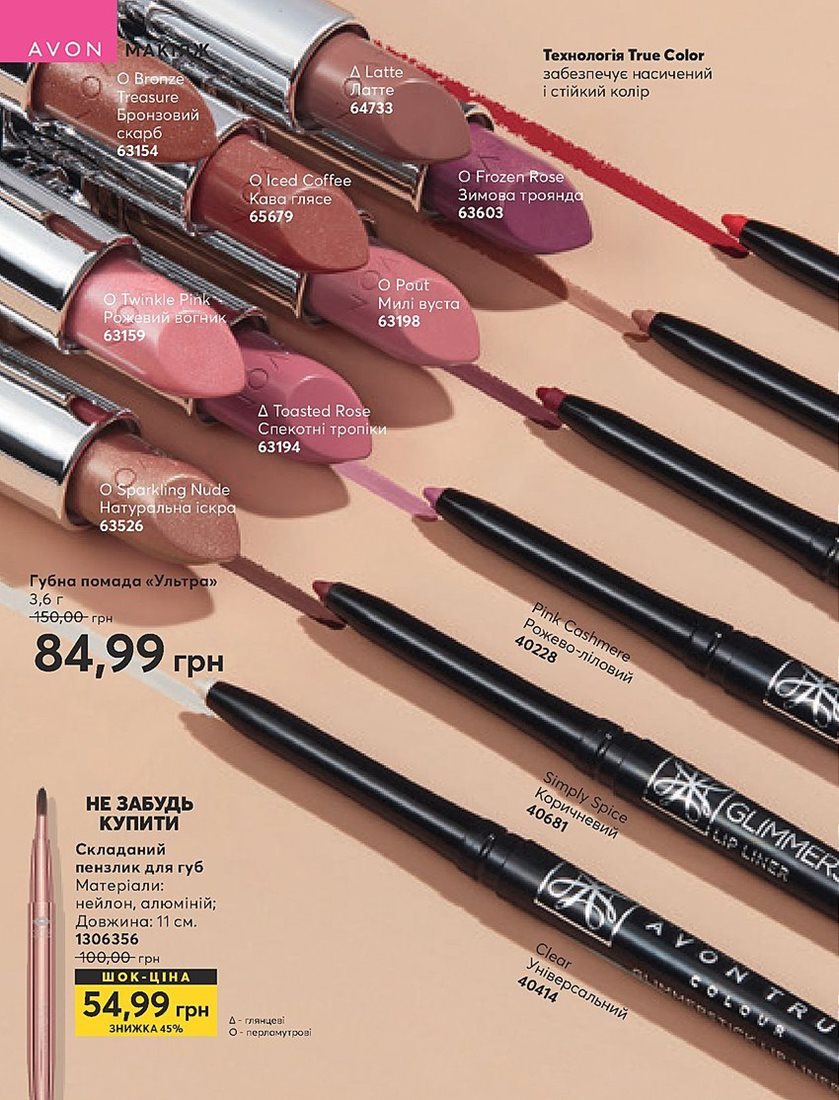 AVON
МАКІЯЖ
Технологія True Color
забезпечує насичений
і стійкий колір
O Bronze
Treasure
Бронзовий
скарб
63154
Δ Latte
Латте
64733
O Iced Coffee
Кава глясе
65679
O Frozen Rose
Зимова троянда
63603
O Pout
Милі вуста
63198
O Twinkle Pink
Рожевий вогник
63159
Δ Toasted Rose
Спекотні тропіки
63194
O Sparkling Nude
Натуральна іскра
63526
Губна помада «Ультра»
3,6 г
150,00 грн
84,99 грн
Pink Cashmere
Рожево-ліловий
40228
Simply Spice
Коричневий
40681
GLIMMERS
LIP LINER
Clear
Універсальний
40414
AVON TRU
COLOUR
GLIMMERSTICK LIP LINER
НЕ ЗАБУДЬ
КУПИТИ
Складаний
пензлик для губ
Матеріали:
нейлон, алюміній;
Довжина: 11 см.
1306356
100,00 грн
ШОК-ЦІНА
54,99 грн
ЗНИЖКА 45%
Δ - глянцеві
O - перламутрові